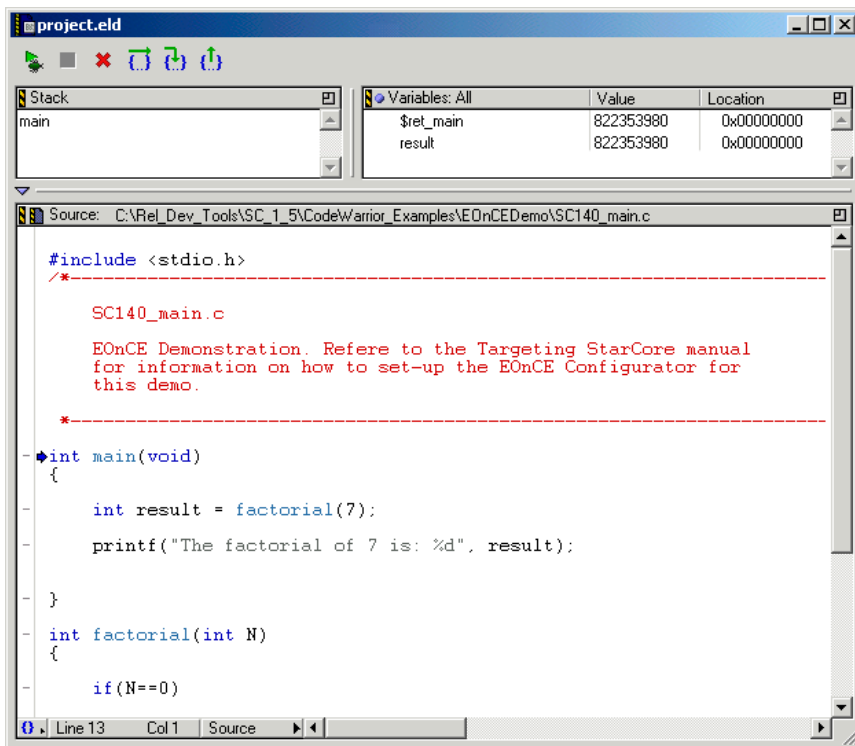 project.eld
Stack
Variables: All Value Location
main
$ret_main 822353980 0x00000000
result 822353980 0x00000000
Source: C:\Rel_Dev_Tools\SC_1_5\CodeWarrior_Examples\EOnCEDemo\SC140_main.c
#include <stdio.h>
/*------------------------------------------------------------
SC140_main.c
EOnCE Demonstration. Refere to the Targeting StarCore manual
for information on how to set-up the EOnCE Configurator for
this demo.
*------------------------------------------------------------
int main(void)
{
int result = factorial(7);
printf("The factorial of 7 is: %d", result);
}
int factorial(int N)
{
if(N==0)
Line 13 Col 1 Source